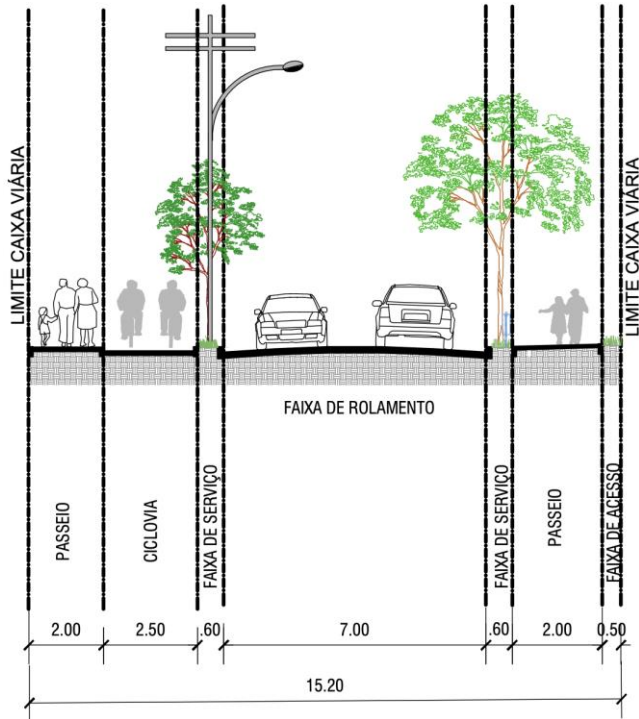 LIMITE CAIXA VIÁRIA
LIMITE CAIXA VIÁRIA
FAIXA DE ROLAMENTO
PASSEIO
CICLOVIA
FAIXA DE SERVIÇO
FAIXA DE SERVIÇO
PASSEIO
FAIXA DE ACESSO
2.00
2.50
.60
7.00
.60
2.00
0.50
15.20